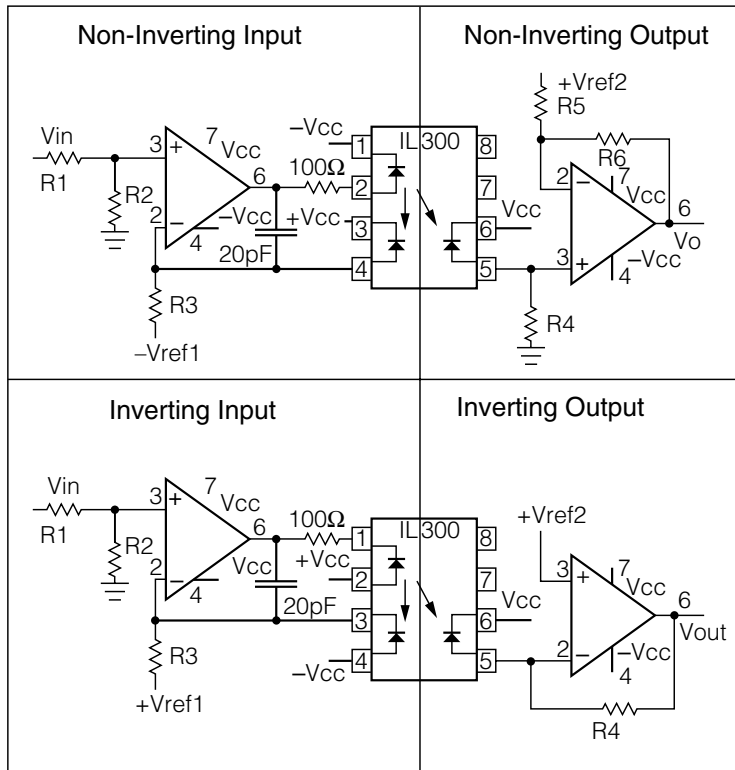 Non-Inverting Input
Vin
R1
R2
3
+
2
−
7
Vcc
6
4
−Vcc
20pF
100Ω
R3
−Vref1
−Vcc
+Vcc
1
2
3
4
IL300
8
7
6
5
Vcc
Non-Inverting Output
+Vref2
R5
R6
2
−
7
Vcc
6
Vo
3
+
4
−Vcc
R4
Inverting Input
Vin
R1
R2
3
+
2
−
7
Vcc
6
4
Vcc
20pF
100Ω
R3
+Vref1
+Vcc
−Vcc
1
2
3
4
IL300
8
7
6
5
Vcc
Inverting Output
+Vref2
3
+
7
Vcc
6
Vout
2
−
−Vcc
4
R4